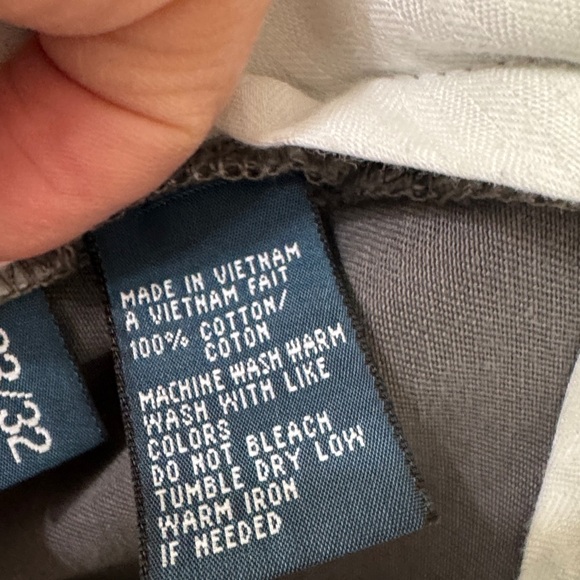 MADE IN VIETNAM
A VIETNAM FAIT
100% COTTON/
COTON
MACHINE WASH WARM
WASH WITH LIKE
COLORS
DO NOT BLEACH
TUMBLE DRY LOW
WARM IRON
IF NEEDED